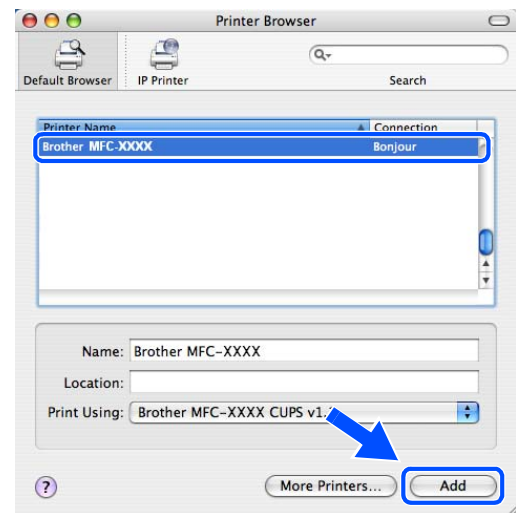 Printer Browser
Default Browser
IP Printer
Search
Printer Name Connection
Brother MFC-XXXX Bonjour
Name: Brother MFC-XXXX
Location:
Print Using: Brother MFC-XXXX CUPS v1.
? More Printers... Add